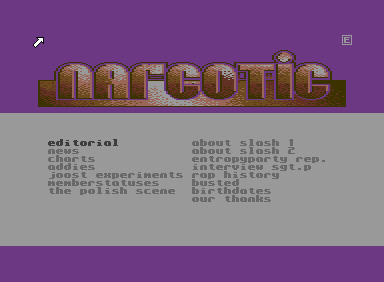 E
NARCOTIC
editorial
news
charts
addies
joost experiments
memberstatuses
the polish scene
about slash 1
about slash 2
entropyparty rep.
interview sgt.p
rap history
busted
birthdates
our thanks